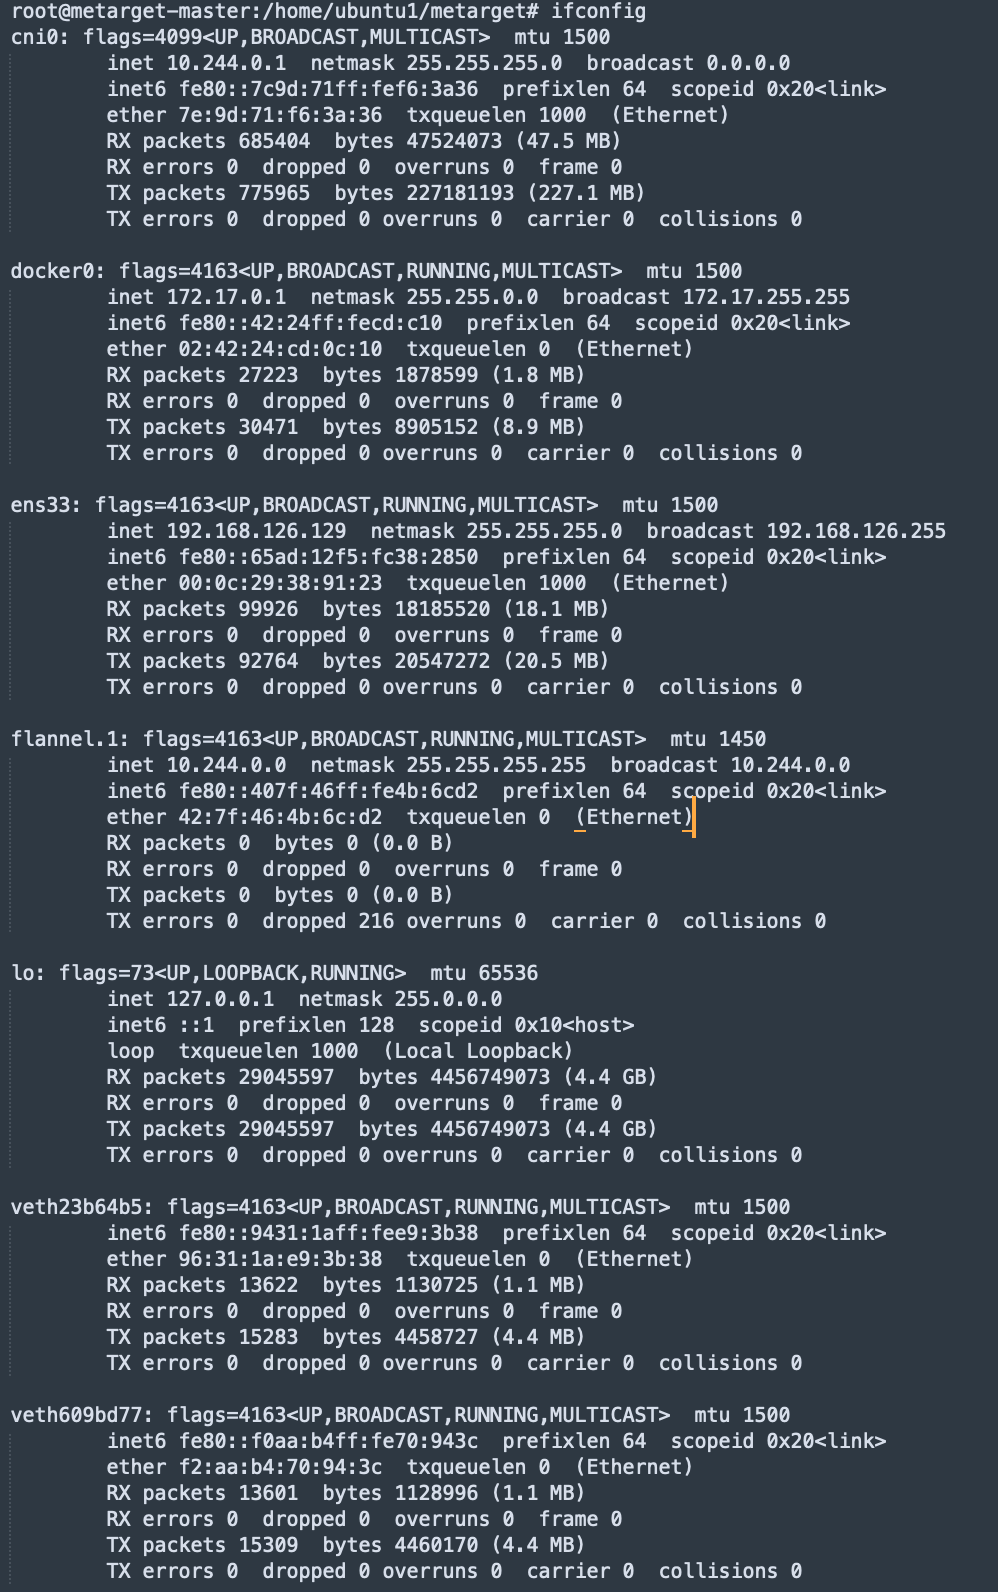 root@metarget-master:/home/ubuntu1/metarget# ifconfig
cni0: flags=4099<UP,BROADCAST,MULTICAST>  mtu 1500
        inet 10.244.0.1  netmask 255.255.255.0  broadcast 0.0.0.0
        inet6 fe80::7c9d:71ff:fef6:3a36  prefixlen 64  scopeid 0x20<link>
        ether 7e:9d:71:f6:3a:36  txqueuelen 1000  (Ethernet)
        RX packets 685404  bytes 47524073 (47.5 MB)
        RX errors 0  dropped 0  overruns 0  frame 0
        TX packets 775965  bytes 227181193 (227.1 MB)
        TX errors 0  dropped 0 overruns 0  carrier 0  collisions 0

docker0: flags=4163<UP,BROADCAST,RUNNING,MULTICAST>  mtu 1500
        inet 172.17.0.1  netmask 255.255.0.0  broadcast 172.17.255.255
        inet6 fe80::42:24ff:fecd:c10  prefixlen 64  scopeid 0x20<link>
        ether 02:42:24:cd:0c:10  txqueuelen 0  (Ethernet)
        RX packets 27223  bytes 1878599 (1.8 MB)
        RX errors 0  dropped 0  overruns 0  frame 0
        TX packets 30471  bytes 8905152 (8.9 MB)
        TX errors 0  dropped 0 overruns 0  carrier 0  collisions 0

ens33: flags=4163<UP,BROADCAST,RUNNING,MULTICAST>  mtu 1500
        inet 192.168.126.129  netmask 255.255.255.0  broadcast 192.168.126.255
        inet6 fe80::65ad:12f5:fc38:2850  prefixlen 64  scopeid 0x20<link>
        ether 00:0c:29:38:91:23  txqueuelen 1000  (Ethernet)
        RX packets 99926  bytes 18185520 (18.1 MB)
        RX errors 0  dropped 0  overruns 0  frame 0
        TX packets 92764  bytes 20547272 (20.5 MB)
        TX errors 0  dropped 0 overruns 0  carrier 0  collisions 0

flannel.1: flags=4163<UP,BROADCAST,RUNNING,MULTICAST>  mtu 1450
        inet 10.244.0.0  netmask 255.255.255.255  broadcast 10.244.0.0
        inet6 fe80::407f:46ff:fe4b:6cd2  prefixlen 64  scopeid 0x20<link>
        ether 42:7f:46:4b:6c:d2  txqueuelen 0  (Ethernet)
        RX packets 0  bytes 0 (0.0 B)
        RX errors 0  dropped 0  overruns 0  frame 0
        TX packets 0  bytes 0 (0.0 B)
        TX errors 0  dropped 216 overruns 0  carrier 0  collisions 0

lo: flags=73<UP,LOOPBACK,RUNNING>  mtu 65536
        inet 127.0.0.1  netmask 255.0.0.0
        inet6 ::1  prefixlen 128  scopeid 0x10<host>
        loop  txqueuelen 1000  (Local Loopback)
        RX packets 29045597  bytes 4456749073 (4.4 GB)
        RX errors 0  dropped 0  overruns 0  frame 0
        TX packets 29045597  bytes 4456749073 (4.4 GB)
        TX errors 0  dropped 0 overruns 0  carrier 0  collisions 0

veth23b64b5: flags=4163<UP,BROADCAST,RUNNING,MULTICAST>  mtu 1500
        inet6 fe80::9431:1aff:fee9:3b38  prefixlen 64  scopeid 0x20<link>
        ether 96:31:1a:e9:3b:38  txqueuelen 0  (Ethernet)
        RX packets 13622  bytes 1130725 (1.1 MB)
        RX errors 0  dropped 0  overruns 0  frame 0
        TX packets 15283  bytes 4458727 (4.4 MB)
        TX errors 0  dropped 0 overruns 0  carrier 0  collisions 0

veth609bd77: flags=4163<UP,BROADCAST,RUNNING,MULTICAST>  mtu 1500
        inet6 fe80::f0aa:b4ff:fe70:943c  prefixlen 64  scopeid 0x20<link>
        ether f2:aa:b4:70:94:3c  txqueuelen 0  (Ethernet)
        RX packets 13601  bytes 1128996 (1.1 MB)
        RX errors 0  dropped 0  overruns 0  frame 0
        TX packets 15309  bytes 4460170 (4.4 MB)
        TX errors 0  dropped 0 overruns 0  carrier 0  collisions 0